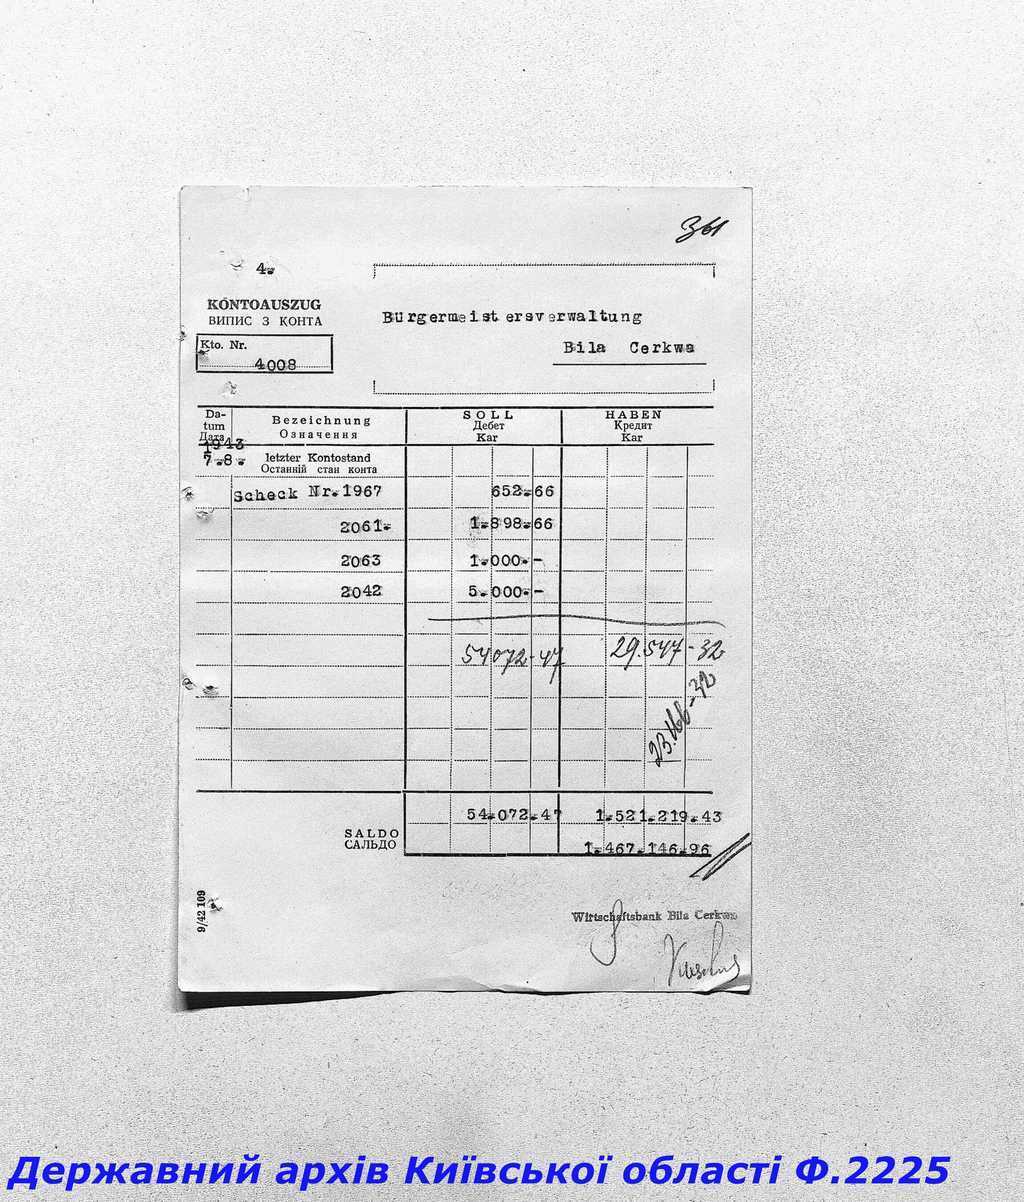 361
4.
KONTOAUSZUG
ВИПИС З КОНТА
Kto. Nr.
4008
Bürgermeistersverwaltung
Bila Cerkwa
Da-
tum
Дата
Bezeichnung
Означення
SOLL
Дебет
Kar
HABEN
Кредит
Kar
1943
7.8.
letzter Kontostand
Останній стан конта
Scheck Nr.1967 652.66
2061. 1.898.66
2063 1.000.-
2042 5.000.-
54072-47 29.547-32
23.166-32
54.072.47 1.521.219.43
SALDO
САЛЬДО
1.467.146.96
9/42 109
Wirtschaftsbank Bila Cerkwa
Державний архів Київської області Ф.2225